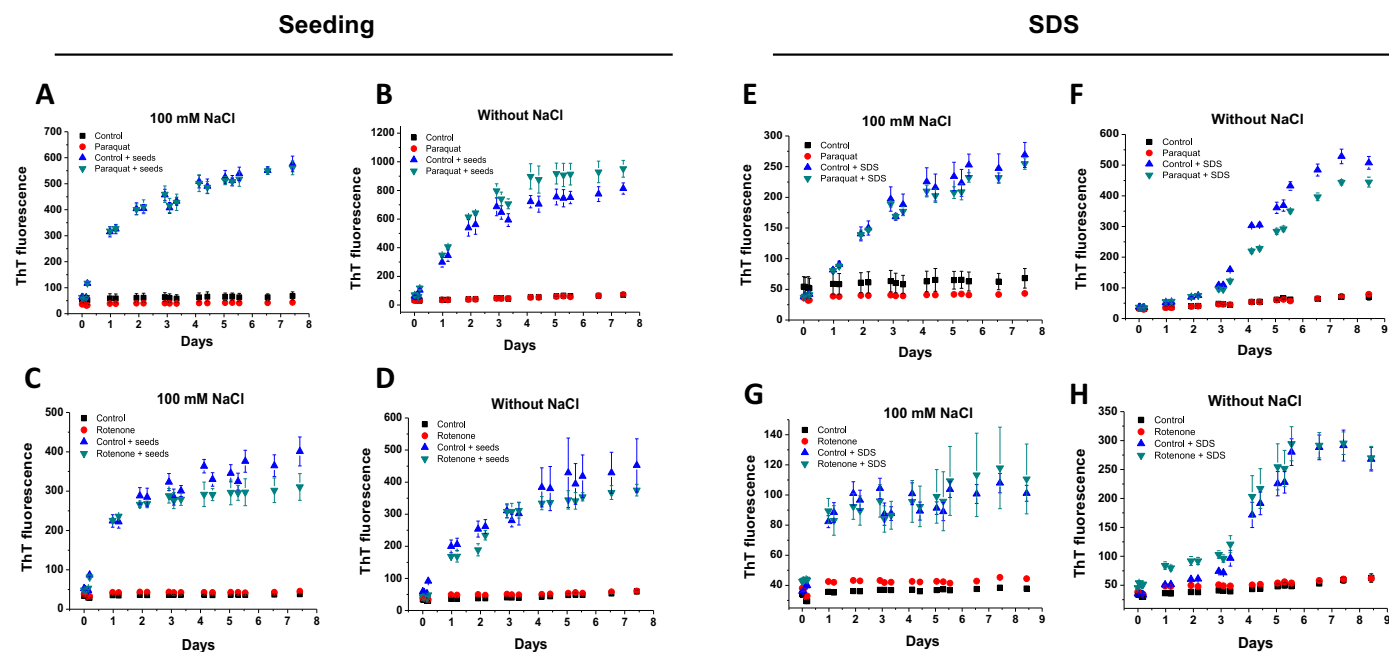 Seeding
SDS
A
100 mM NaCl
ThT fluorescence
700
600
500
400
300
200
100
0
Control
Paraquat
Control + seeds
Paraquat + seeds
0 1 2 3 4 5 6 7 8
Days
B
Without NaCl
ThT fluorescence
1200
1000
800
600
400
200
0
Control
Paraquat
Control + seeds
Paraquat + seeds
0 1 2 3 4 5 6 7 8
Days
E
100 mM NaCl
ThT fluorescence
300
250
200
150
100
50
0
Control
Paraquat
Control + SDS
Paraquat + SDS
0 1 2 3 4 5 6 7 8
Days
F
Without NaCl
ThT fluorescence
600
500
400
300
200
100
0
Control
Paraquat
Control + SDS
Paraquat + SDS
0 1 2 3 4 5 6 7 8 9
Days
C
100 mM NaCl
ThT fluorescence
500
400
300
200
100
0
Control
Rotenone
Control + seeds
Rotenone + seeds
0 1 2 3 4 5 6 7 8
Days
D
Without NaCl
ThT fluorescence
600
500
400
300
200
100
0
Control
Rotenone
Control + seeds
Rotenone + seeds
0 1 2 3 4 5 6 7 8
Days
G
100 mM NaCl
ThT fluorescence
140
120
100
80
60
40
Control
Rotenone
Control + SDS
Rotenone + SDS
0 1 2 3 4 5 6 7 8 9
Days
H
Without NaCl
ThT fluorescence
350
300
250
200
150
100
50
Control
Rotenone
Control + SDS
Rotenone + SDS
0 1 2 3 4 5 6 7 8 9
Days